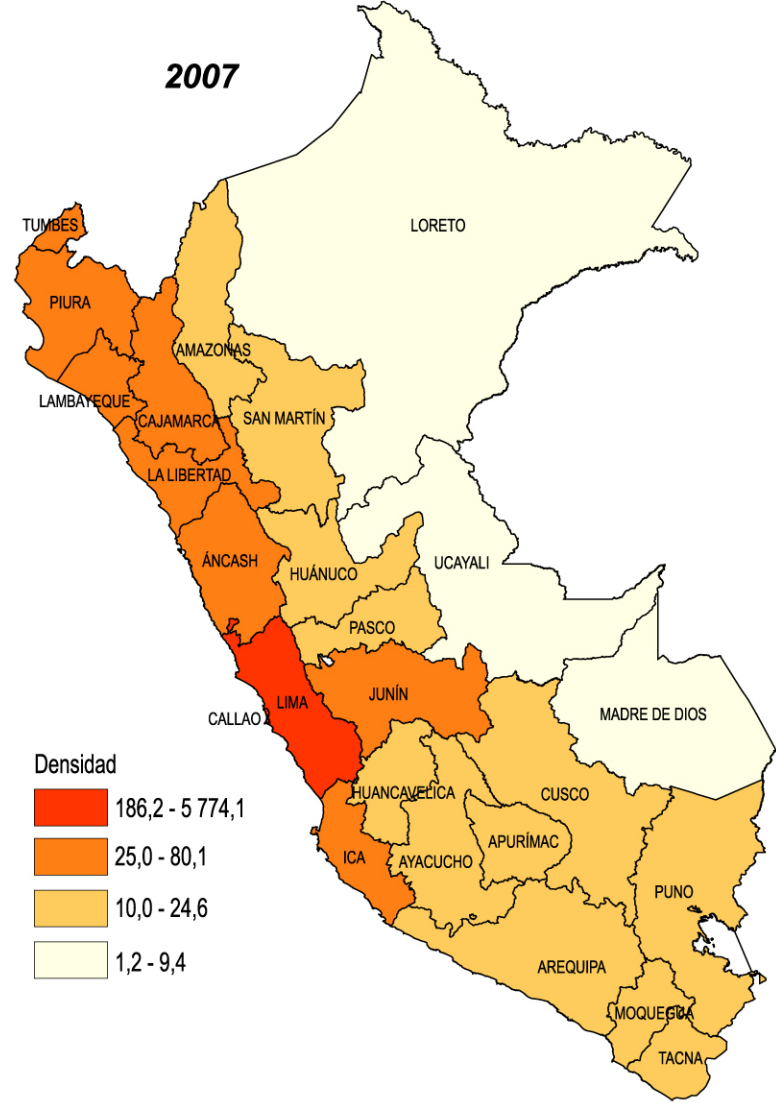 2007
LORETO
TUMBES
PIURA
AMAZONAS
LAMBAYEQUE
CAJAMARCA
SAN MARTÍN
LA LIBERTAD
ÁNCASH
HUÁNUCO
UCAYALI
PASCO
JUNÍN
LIMA
CALLAO
MADRE DE DIOS
HUANCAVELICA
CUSCO
APURÍMAC
ICA
AYACUCHO
PUNO
AREQUIPA
MOQUEGUA
TACNA
Densidad
186,2 - 5 774,1
25,0 - 80,1
10,0 - 24,6
1,2 - 9,4